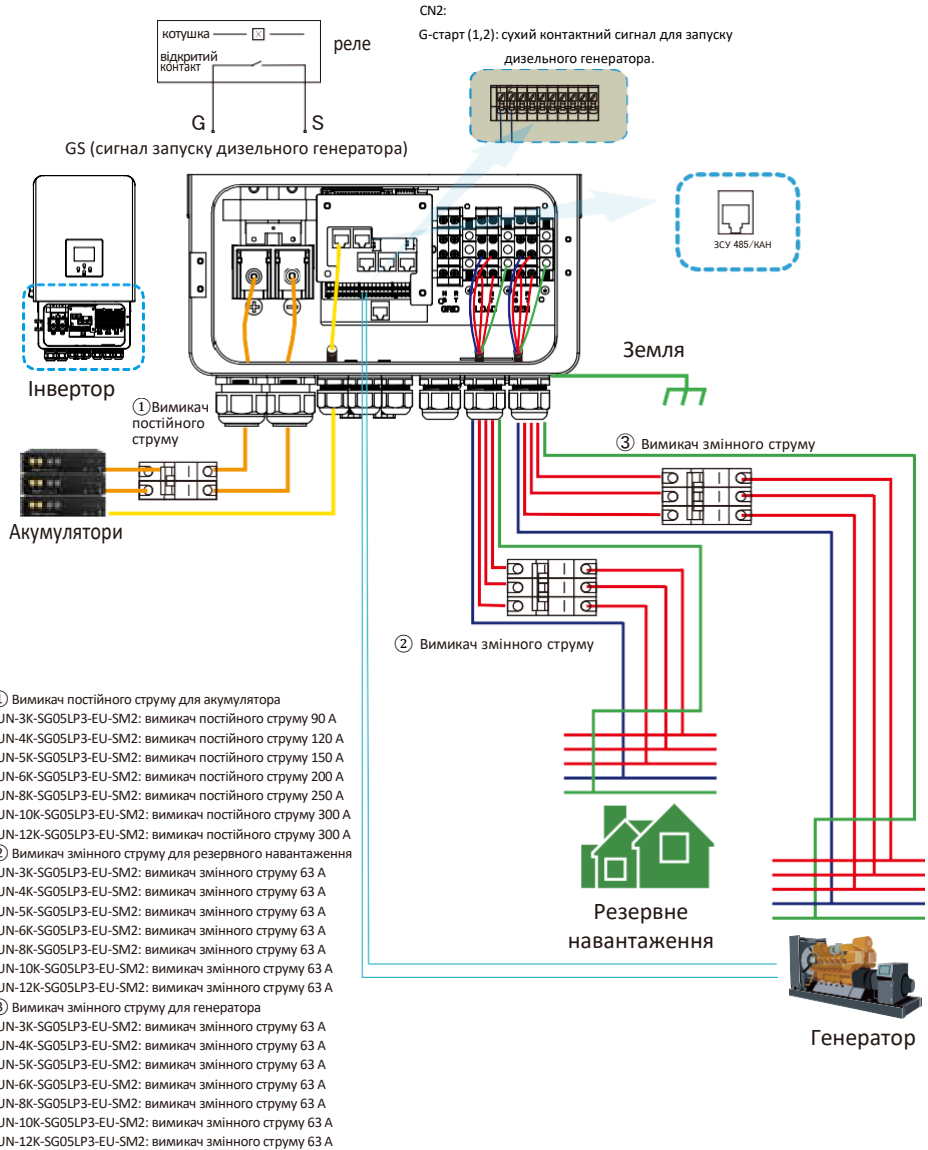 CN2:
G-старт (1,2): сухий контактний сигнал для запуску
дизельного генератора.
котушка
реле
відкритий
контакт
G S
GS (сигнал запуску дизельного генератора)
ЗСУ 485/КАН
GRID LOAD GEN
Інвертор
Земля
① Вимикач
постійного
струму
③ Вимикач змінного струму
Акумулятори
② Вимикач змінного струму
① Вимикач постійного струму для акумулятора
UN-3K-SG05LP3-EU-SM2: вимикач постійного струму 90 А
UN-4K-SG05LP3-EU-SM2: вимикач постійного струму 120 А
UN-5K-SG05LP3-EU-SM2: вимикач постійного струму 150 А
UN-6K-SG05LP3-EU-SM2: вимикач постійного струму 200 А
UN-8K-SG05LP3-EU-SM2: вимикач постійного струму 250 А
UN-10K-SG05LP3-EU-SM2: вимикач постійного струму 300 А
UN-12K-SG05LP3-EU-SM2: вимикач постійного струму 300 А
② Вимикач змінного струму для резервного навантаження
UN-3K-SG05LP3-EU-SM2: вимикач змінного струму 63 А
UN-4K-SG05LP3-EU-SM2: вимикач змінного струму 63 А
UN-5K-SG05LP3-EU-SM2: вимикач змінного струму 63 А
UN-6K-SG05LP3-EU-SM2: вимикач змінного струму 63 А
UN-8K-SG05LP3-EU-SM2: вимикач змінного струму 63 А
UN-10K-SG05LP3-EU-SM2: вимикач змінного струму 63 А
UN-12K-SG05LP3-EU-SM2: вимикач змінного струму 63 А
③ Вимикач змінного струму для генератора
UN-3K-SG05LP3-EU-SM2: вимикач змінного струму 63 А
UN-4K-SG05LP3-EU-SM2: вимикач змінного струму 63 А
UN-5K-SG05LP3-EU-SM2: вимикач змінного струму 63 А
UN-6K-SG05LP3-EU-SM2: вимикач змінного струму 63 А
UN-8K-SG05LP3-EU-SM2: вимикач змінного струму 63 А
UN-10K-SG05LP3-EU-SM2: вимикач змінного струму 63 А
UN-12K-SG05LP3-EU-SM2: вимикач змінного струму 63 А
Резервне
навантаження
Генератор